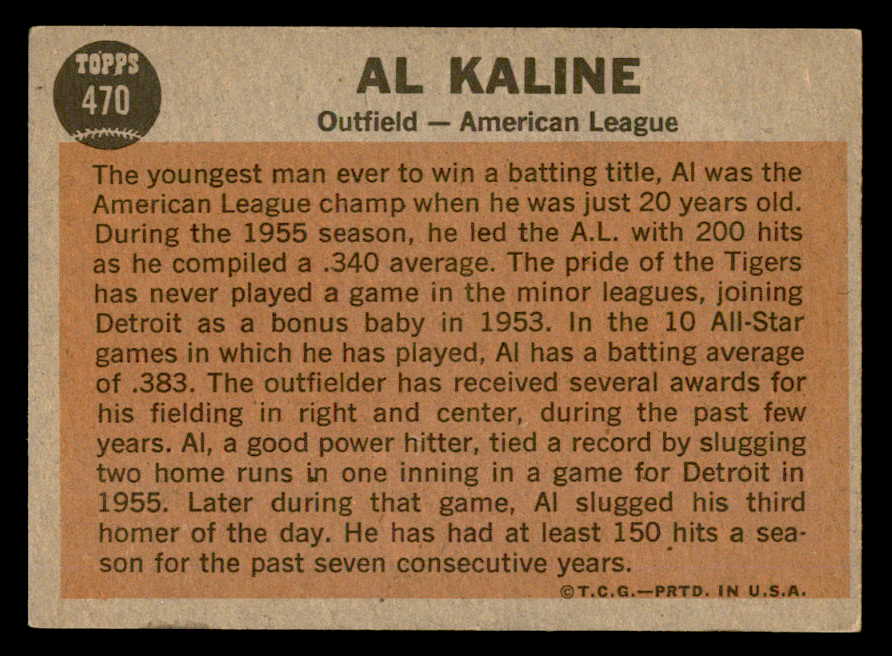 TOPPS
470
AL KALINE
Outfield — American League
The youngest man ever to win a batting title, Al was the
American League champ when he was just 20 years old.
During the 1955 season, he led the A.L. with 200 hits
as he compiled a .340 average. The pride of the Tigers
has never played a game in the minor leagues, joining
Detroit as a bonus baby in 1953. In the 10 All-Star
games in which he has played, Al has a batting average
of .383. The outfielder has received several awards for
his fielding in right and center, during the past few
years. Al, a good power hitter, tied a record by slugging
two home runs in one inning in a game for Detroit in
1955. Later during that game, Al slugged his third
homer of the day. He has had at least 150 hits a sea-
son for the past seven consecutive years.
©T.C.G.—PRTD. IN U.S.A.